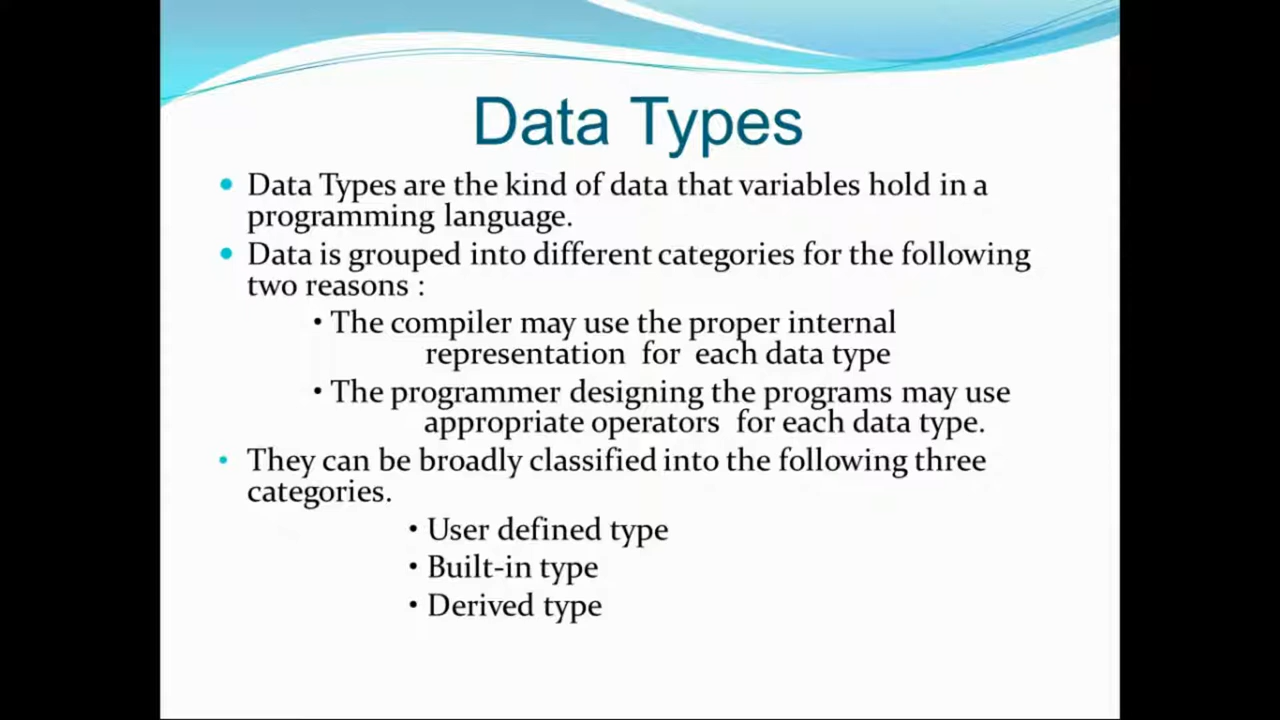 Data Types
• Data Types are the kind of data that variables hold in a
programming language.
• Data is grouped into different categories for the following
two reasons :
• The compiler may use the proper internal
representation for each data type
• The programmer designing the programs may use
appropriate operators for each data type.
• They can be broadly classified into the following three
categories.
• User defined type
• Built-in type
• Derived type